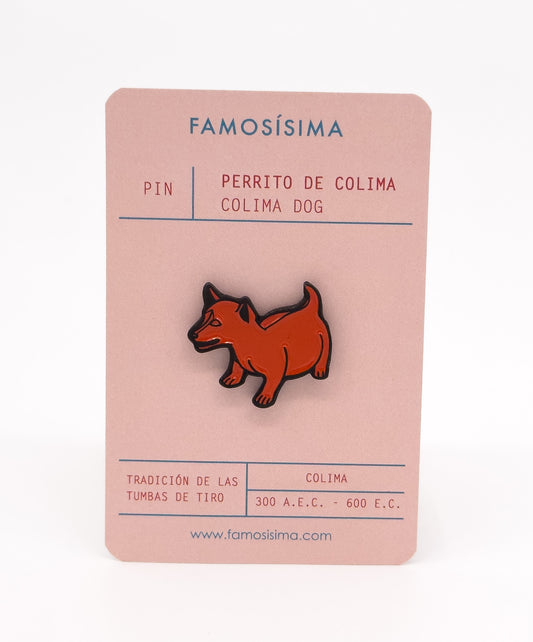 FAMOSÍSIMA
PIN
PERRITO DE COLIMA
COLIMA DOG
TRADICIÓN DE LAS
TUMBAS DE TIRO
COLIMA
300 A.E.C. - 600 E.C.
www.famosisima.com